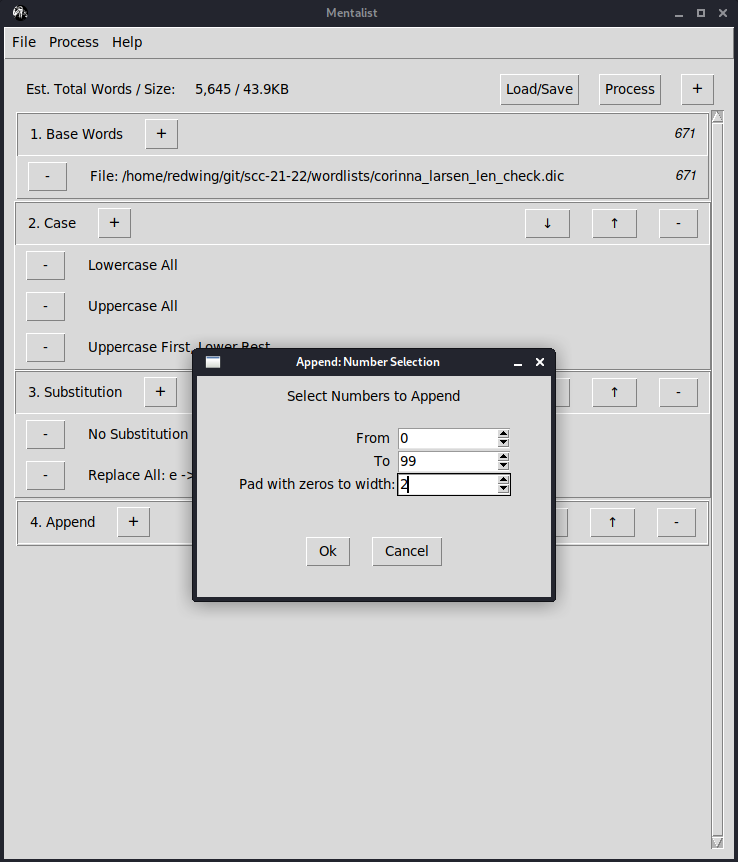 Mentalist
File Process Help
Est. Total Words / Size: 5,645 / 43.9KB Load/Save Process +
1. Base Words + 671
- File: /home/redwing/git/scc-21-22/wordlists/corinna_larsen_len_check.dic 671
2. Case + ↓ ↑ -
- Lowercase All
- Uppercase All
- Uppercase First, Lower Rest
Append: Number Selection
Select Numbers to Append
From 0
To 99
Pad with zeros to width: 2
Ok Cancel
3. Substitution + ↑ -
- No Substitution
- Replace All: e ->
4. Append + ↑ -